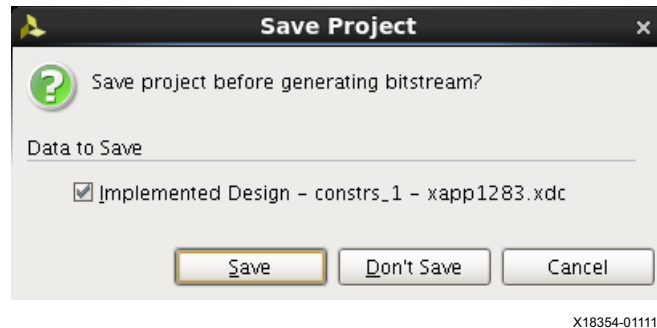 Save Project
Save project before generating bitstream?
Data to Save
Implemented Design – constrs_1 – xapp1283.xdc
Save Don't Save Cancel
X18354-01111